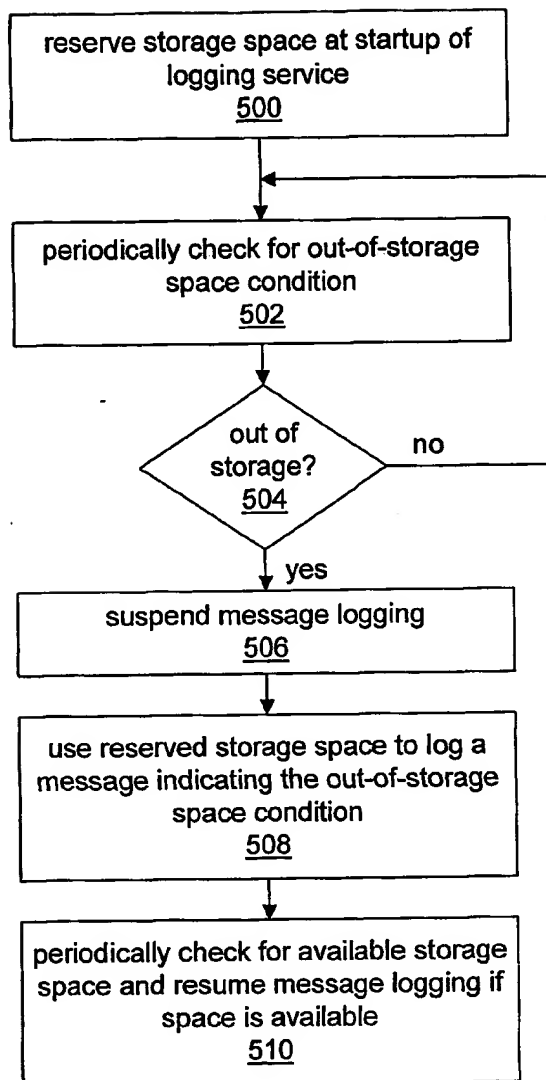 reserve storage space at startup of
logging service
500
periodically check for out-of-storage
space condition
502
out of
storage?
504
no
yes
suspend message logging
506
use reserved storage space to log a
message indicating the out-of-storage
space condition
508
periodically check for available storage
space and resume message logging if
space is available
510